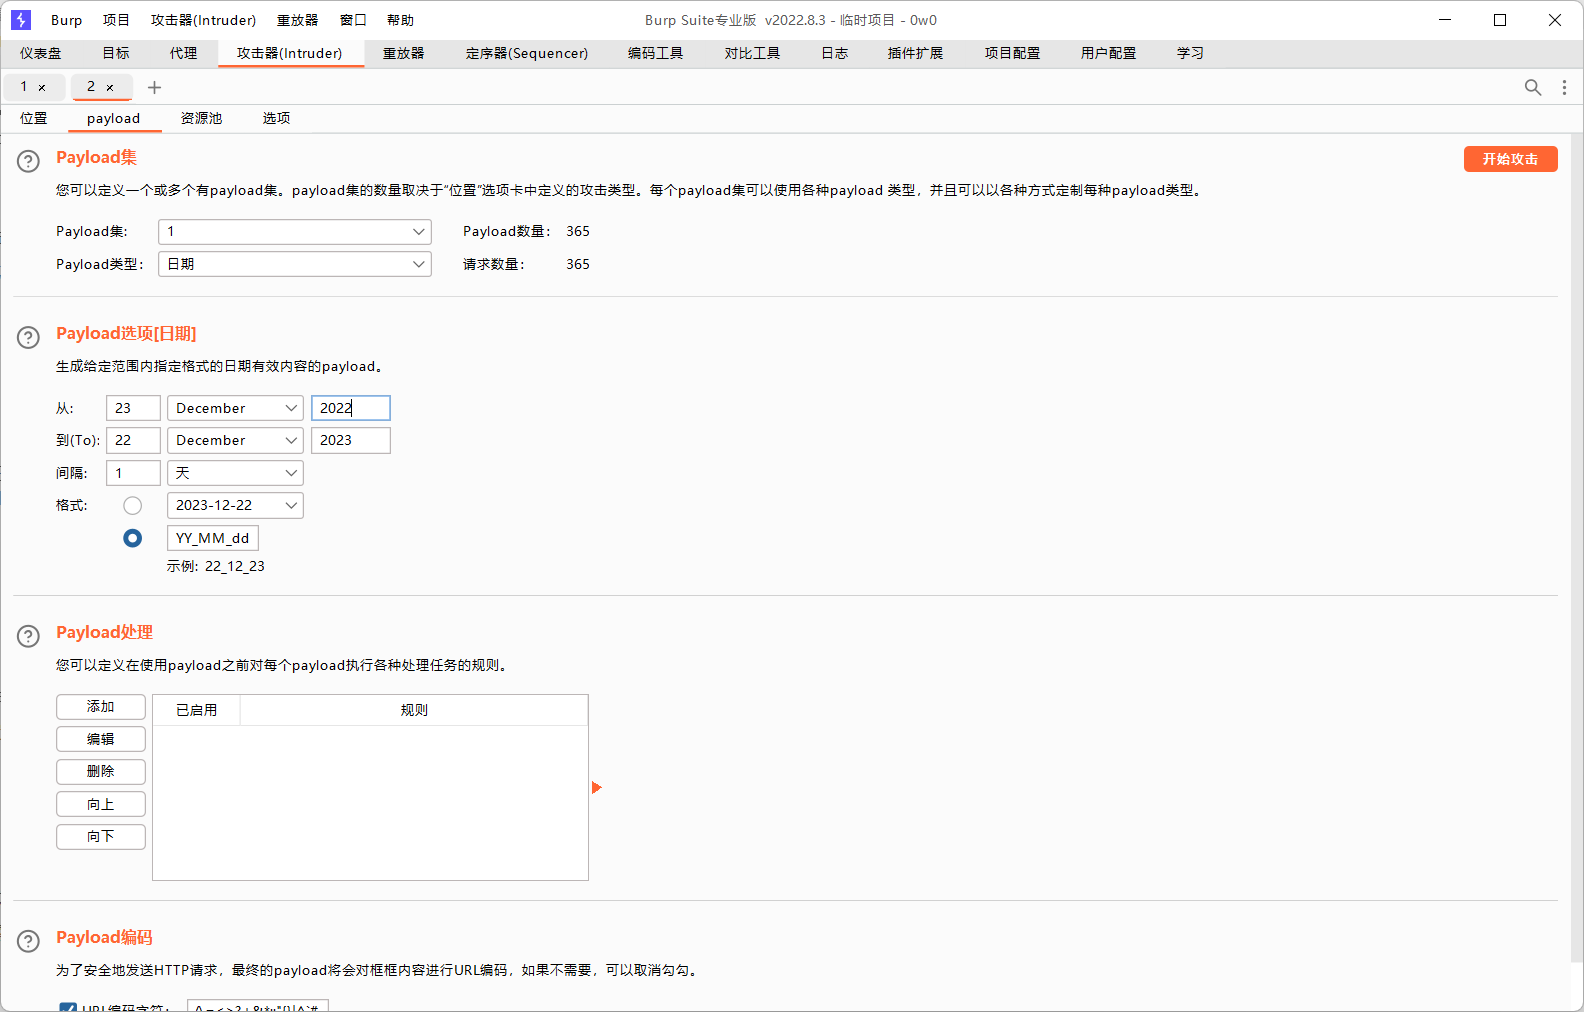 Burp 项目 攻击器(Intruder) 重放器 窗口 帮助 Burp Suite专业版 v2022.8.3 - 临时项目 - 0w0
仪表盘 目标 代理 攻击器(Intruder) 重放器 定序器(Sequencer) 编码工具 对比工具 日志 插件扩展 项目配置 用户配置 学习
1 × 2 × +
位置 payload 资源池 选项
Payload集
开始攻击
您可以定义一个或多个有payload集。payload集的数量取决于"位置"选项卡中定义的攻击类型。每个payload集可以使用各种payload 类型，并且可以以各种方式定制每种payload类型。
Payload集: 1 Payload数量: 365
Payload类型: 日期 请求数量: 365
Payload选项[日期]
生成给定范围内指定格式的日期有效内容的payload。
从: 23 December 2022
到(To): 22 December 2023
间隔: 1 天
格式: 2023-12-22
YY_MM_dd
示例: 22_12_23
Payload处理
您可以定义在使用payload之前对每个payload执行各种处理任务的规则。
添加 已启用 规则
编辑
删除
向上
向下
Payload编码
为了安全地发送HTTP请求，最终的payload将会对框框内容进行URL编码，如果不需要，可以取消勾勾。
URL编码字符: